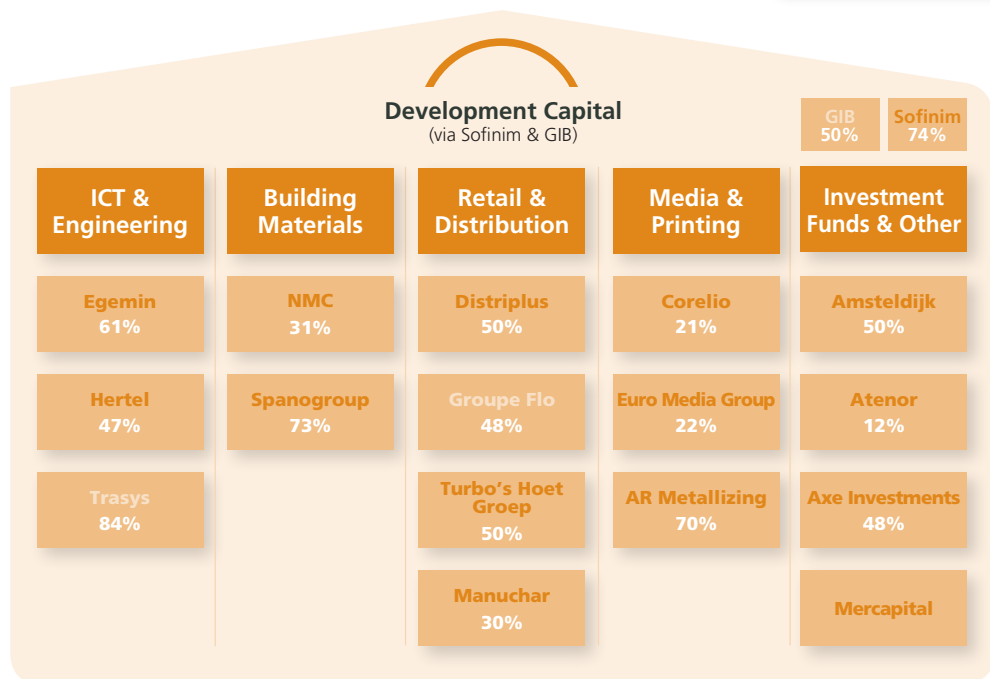 Development Capital
(via Sofinim & GIB)
GIB
50%
Sofinim
74%
ICT &
Engineering
Egemin
61%
Hertel
47%
Trasys
84%
Building
Materials
NMC
31%
Spanogroup
73%
Retail &
Distribution
Distriplus
50%
Groupe Flo
48%
Turbo's Hoet
Groep
50%
Manuchar
30%
Media &
Printing
Corelio
21%
Euro Media Group
22%
AR Metallizing
70%
Investment
Funds & Other
Amsteldijk
50%
Atenor
12%
Axe Investments
48%
Mercapital